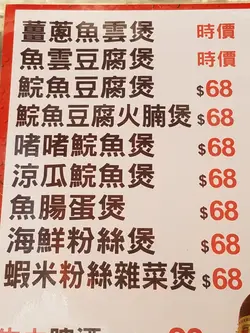 薑蔥魚雲煲 時價
魚雲豆腐煲 時價
鯇魚豆腐煲 $68
鯇魚豆腐火腩煲 $68
啫啫鯇魚煲 $68
涼瓜鯇魚煲 $68
魚腸蛋煲 $68
海鮮粉絲煲 $68
蝦米粉絲雜菜煲 $68